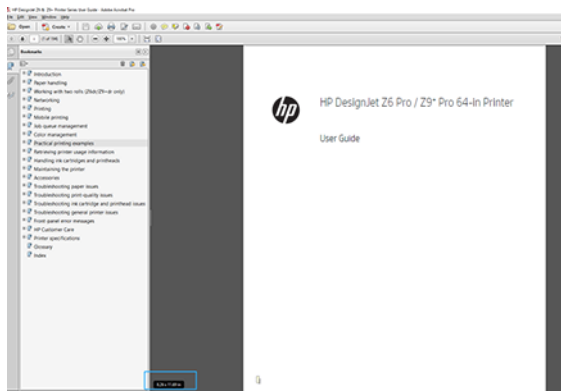 HP DesignJet Z6 & Z9+ Printer Series User Guide - Adobe Acrobat Pro
File Edit View Window Help
Open Create
Bookmarks
Introduction
Paper handling
Working with two rolls (Z6dr/Z9+dr only)
Networking
Printing
Mobile printing
Job queue management
Color management
Practical printing examples
Retrieving printer usage information
Handling ink cartridges and printheads
Maintaining the printer
Accessories
Troubleshooting paper issues
Troubleshooting print-quality issues
Troubleshooting ink cartridge and printhead issues
Troubleshooting general printer issues
Front panel error messages
HP Customer Care
Printer specifications
Glossary
Index
hp
HP DesignJet Z6 Pro / Z9+ Pro 64-in Printer
User Guide